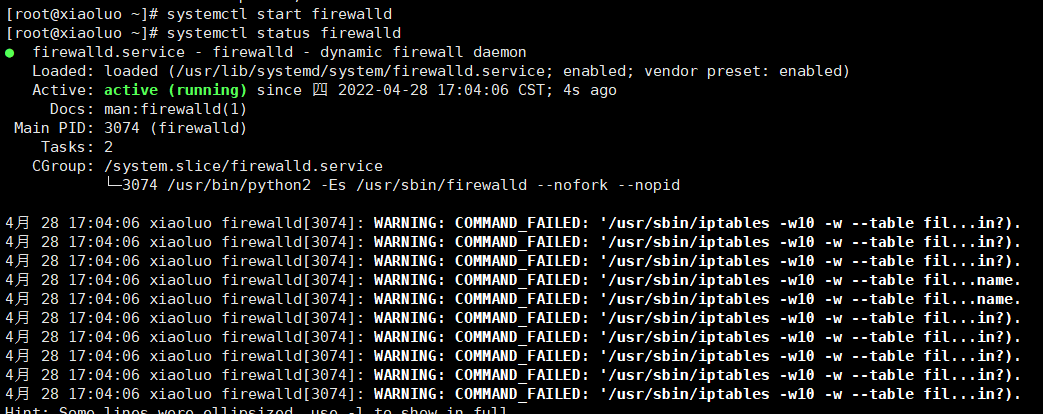 [root@xiaoluo ~]# systemctl start firewalld
[root@xiaoluo ~]# systemctl status firewalld
● firewalld.service - firewalld - dynamic firewall daemon
Loaded: loaded (/usr/lib/systemd/system/firewalld.service; enabled; vendor preset: enabled)
Active: active (running) since 四 2022-04-28 17:04:06 CST; 4s ago
Docs: man:firewalld(1)
Main PID: 3074 (firewalld)
Tasks: 2
CGroup: /system.slice/firewalld.service
└─3074 /usr/bin/python2 -Es /usr/sbin/firewalld --nofork --nopid
4月 28 17:04:06 xiaoluo firewalld[3074]: WARNING: COMMAND_FAILED: '/usr/sbin/iptables -w10 -w --table fil...in?).
4月 28 17:04:06 xiaoluo firewalld[3074]: WARNING: COMMAND_FAILED: '/usr/sbin/iptables -w10 -w --table fil...in?).
4月 28 17:04:06 xiaoluo firewalld[3074]: WARNING: COMMAND_FAILED: '/usr/sbin/iptables -w10 -w --table fil...in?).
4月 28 17:04:06 xiaoluo firewalld[3074]: WARNING: COMMAND_FAILED: '/usr/sbin/iptables -w10 -w --table fil...name.
4月 28 17:04:06 xiaoluo firewalld[3074]: WARNING: COMMAND_FAILED: '/usr/sbin/iptables -w10 -w --table fil...name.
4月 28 17:04:06 xiaoluo firewalld[3074]: WARNING: COMMAND_FAILED: '/usr/sbin/iptables -w10 -w --table fil...in?).
4月 28 17:04:06 xiaoluo firewalld[3074]: WARNING: COMMAND_FAILED: '/usr/sbin/iptables -w10 -w --table fil...in?).
4月 28 17:04:06 xiaoluo firewalld[3074]: WARNING: COMMAND_FAILED: '/usr/sbin/iptables -w10 -w --table fil...in?).
4月 28 17:04:06 xiaoluo firewalld[3074]: WARNING: COMMAND_FAILED: '/usr/sbin/iptables -w10 -w --table fil...in?).
4月 28 17:04:06 xiaoluo firewalld[3074]: WARNING: COMMAND_FAILED: '/usr/sbin/iptables -w10 -w --table fil...in?).
Hint: Some lines were ellipsized, use -l to show in full.